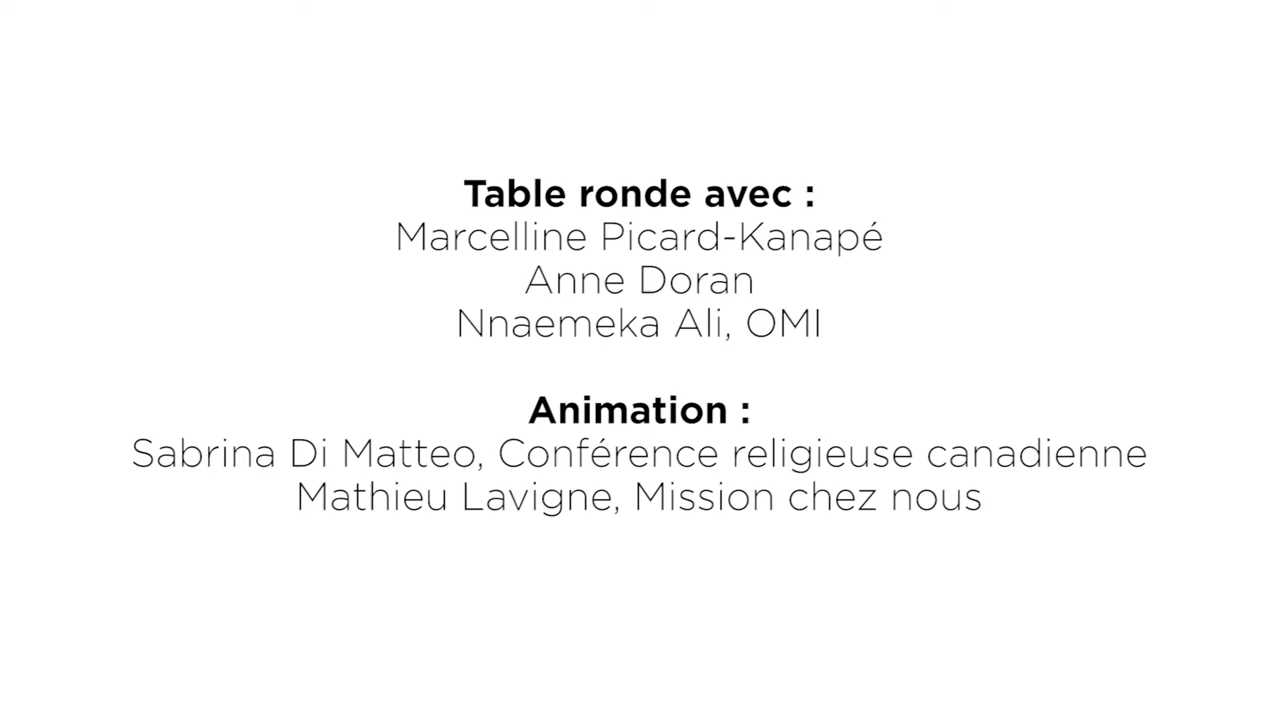 Table ronde avec :
Marcelline Picard-Kanapé
Anne Doran
Nnaemeka Ali, OMI
Animation :
Sabrina Di Matteo, Conférence religieuse canadienne
Mathieu Lavigne, Mission chez nous